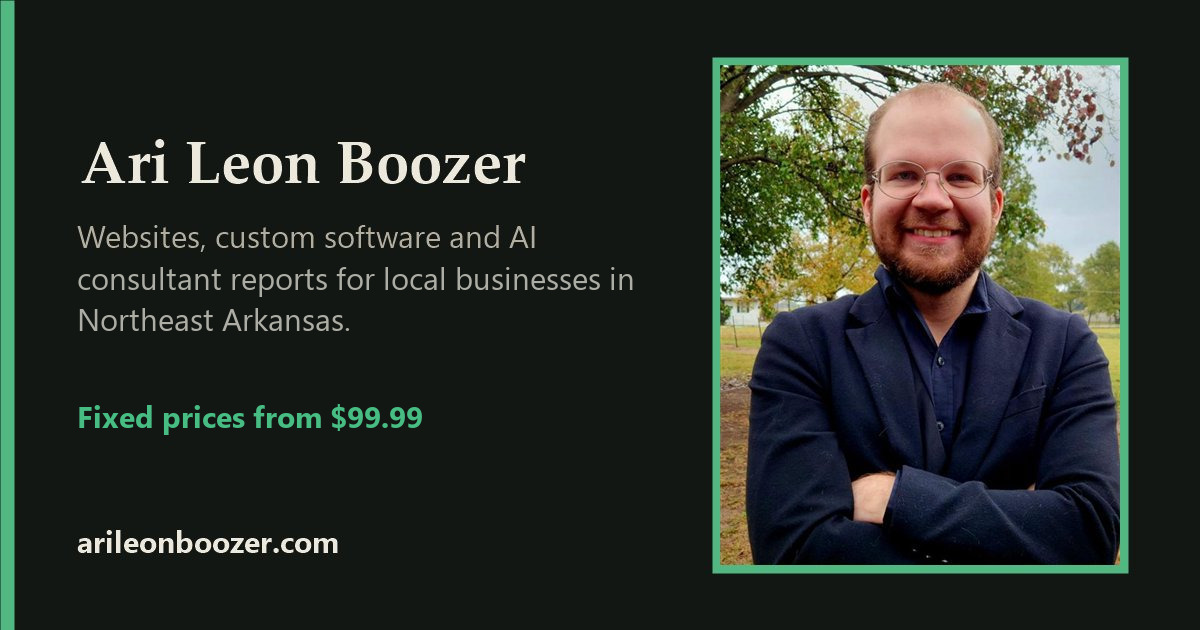 Ari Leon Boozer
Websites, custom software and AI
consultant reports for local businesses in
Northeast Arkansas.
Fixed prices from $99.99
arileonboozer.com